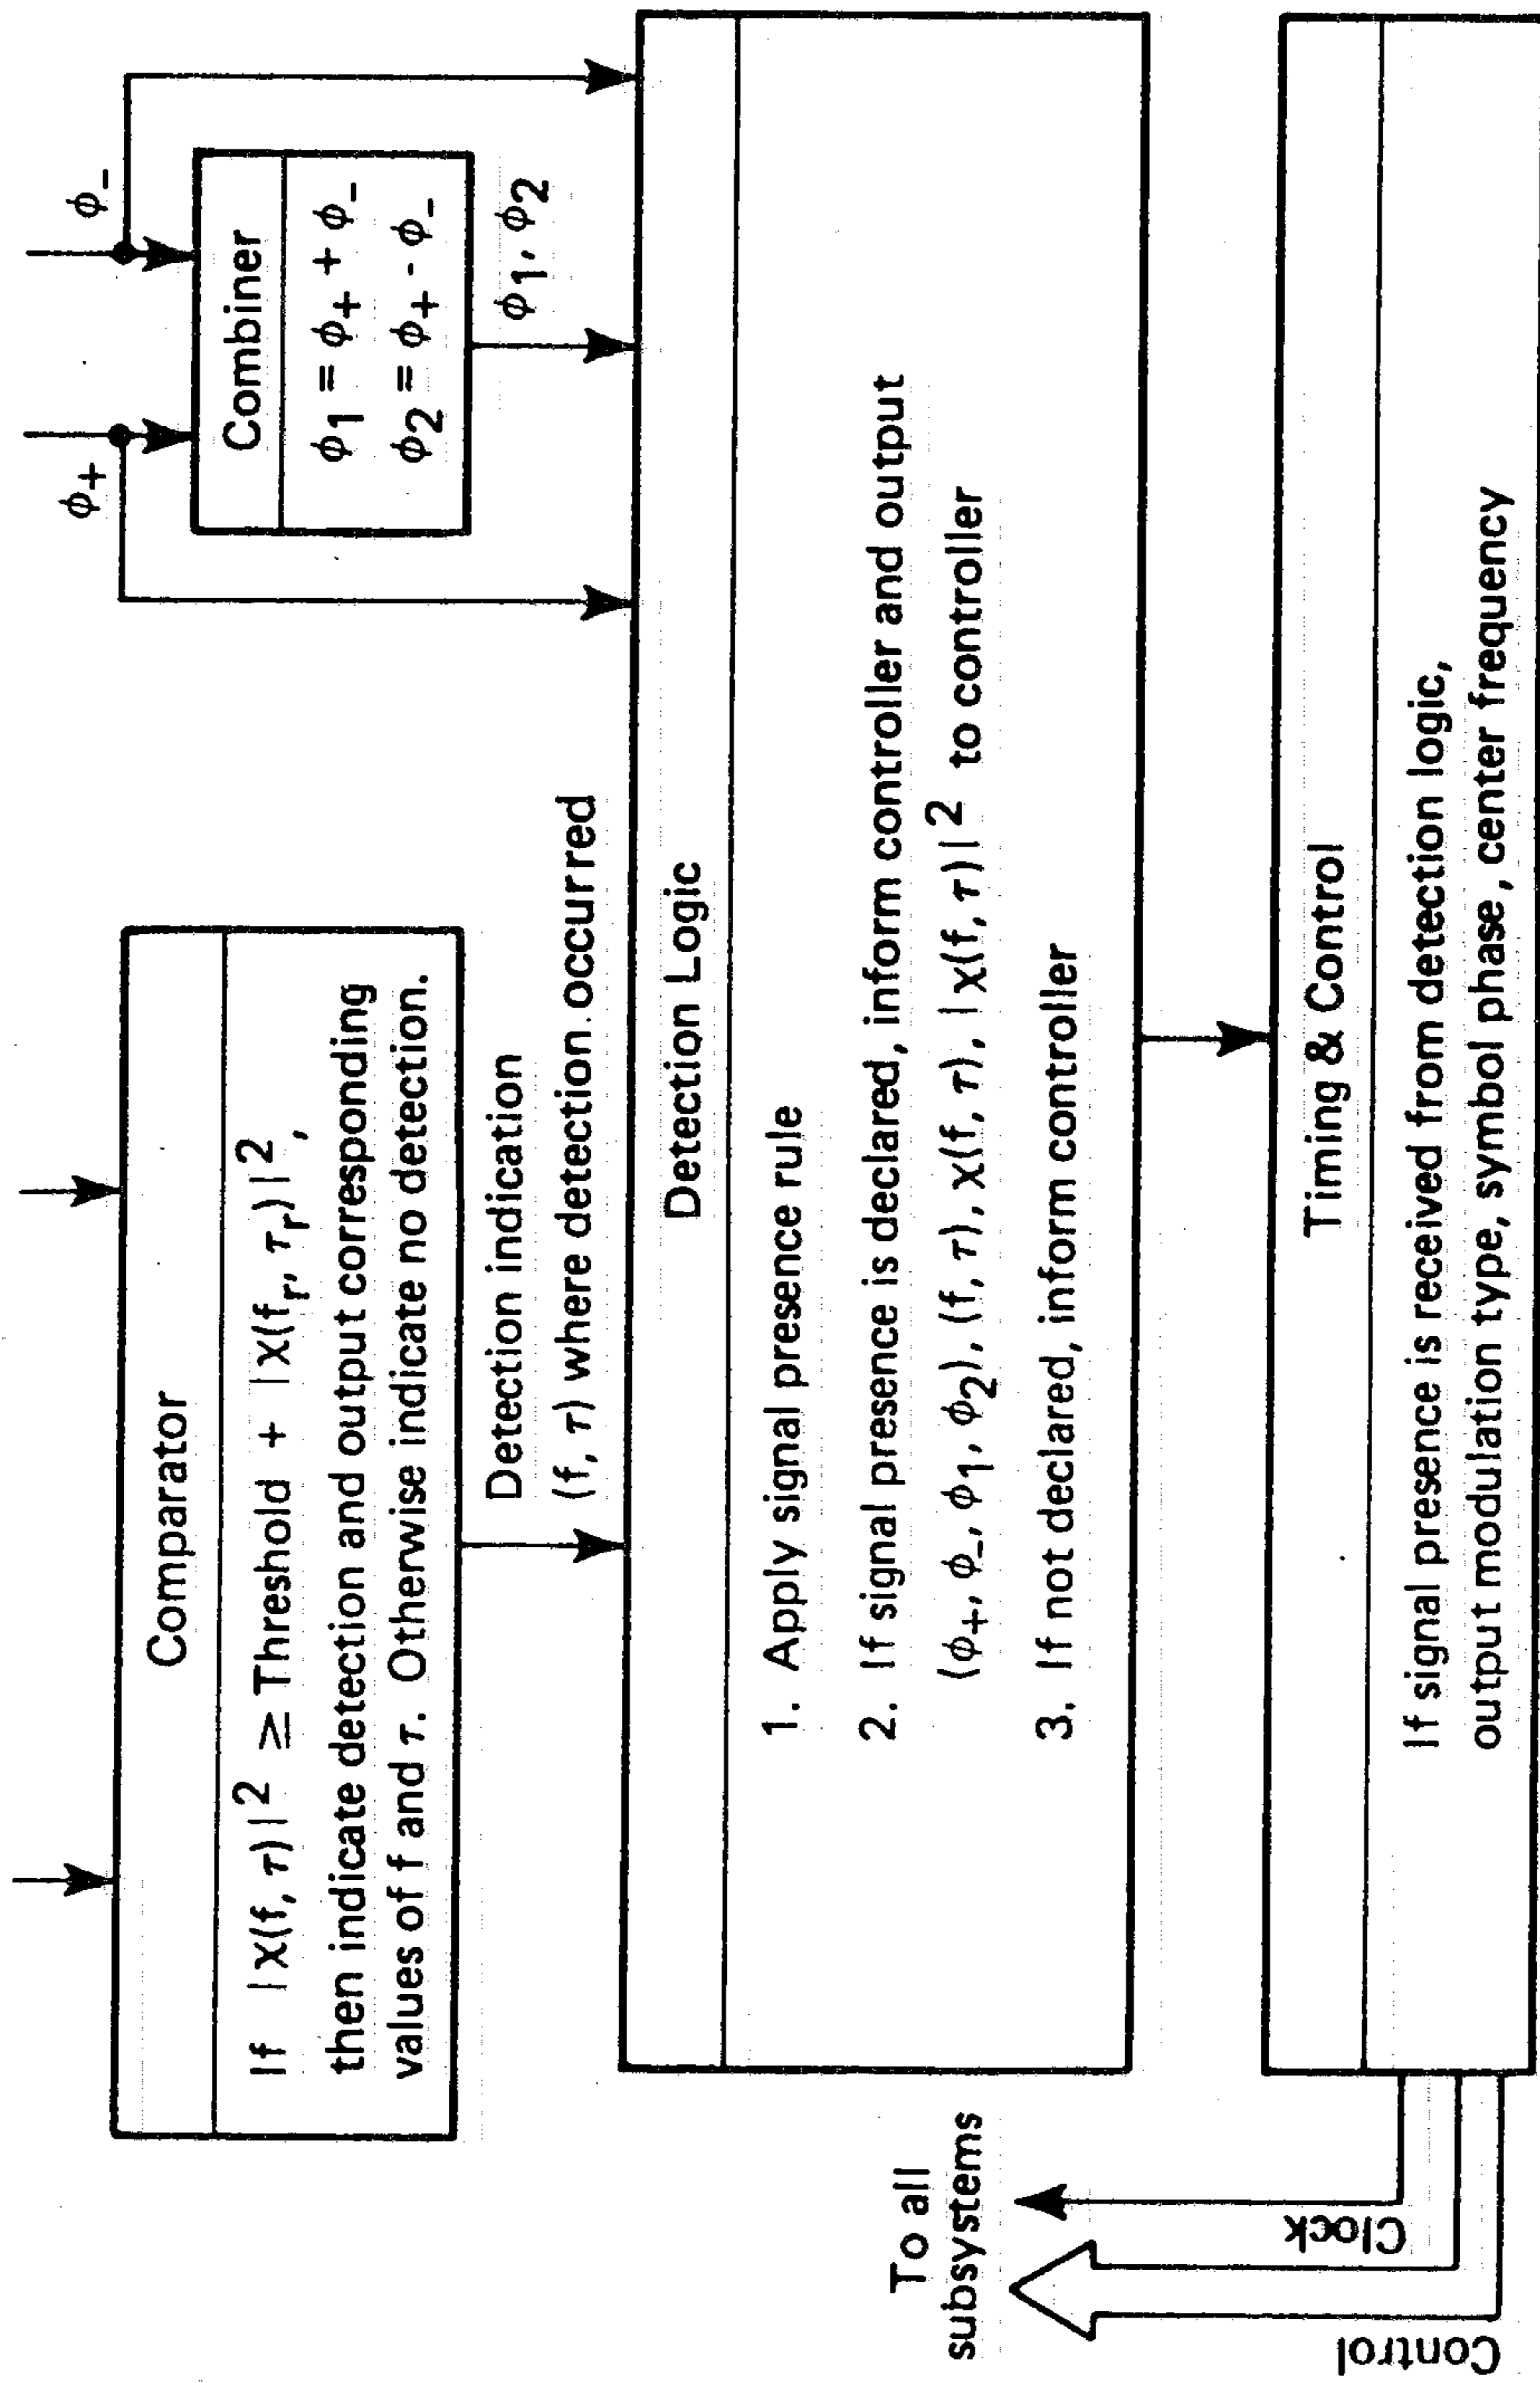 Comparator
If |χ(f, τ)|² ≥ Threshold + |χ(fᵣ, τᵣ)|²,
then indicate detection and output corresponding
values of f and τ. Otherwise indicate no detection.
ϕ₊
ϕ₋
Combiner
ϕ₁ = ϕ₊ + ϕ₋
ϕ₂ = ϕ₊ - ϕ₋
ϕ₁, ϕ₂
Detection indication
(f, τ) where detection occurred
Detection Logic
1. Apply signal presence rule
2. If signal presence is declared, inform controller and output
(ϕ₊, ϕ₋, ϕ₁, ϕ₂), (f, τ), χ(f, τ), |χ(f, τ)|² to controller
3. If not declared, inform controller
To all
subsystems
Clock
Control
Timing & Control
If signal presence is received from detection logic,
output modulation type, symbol phase, center frequency